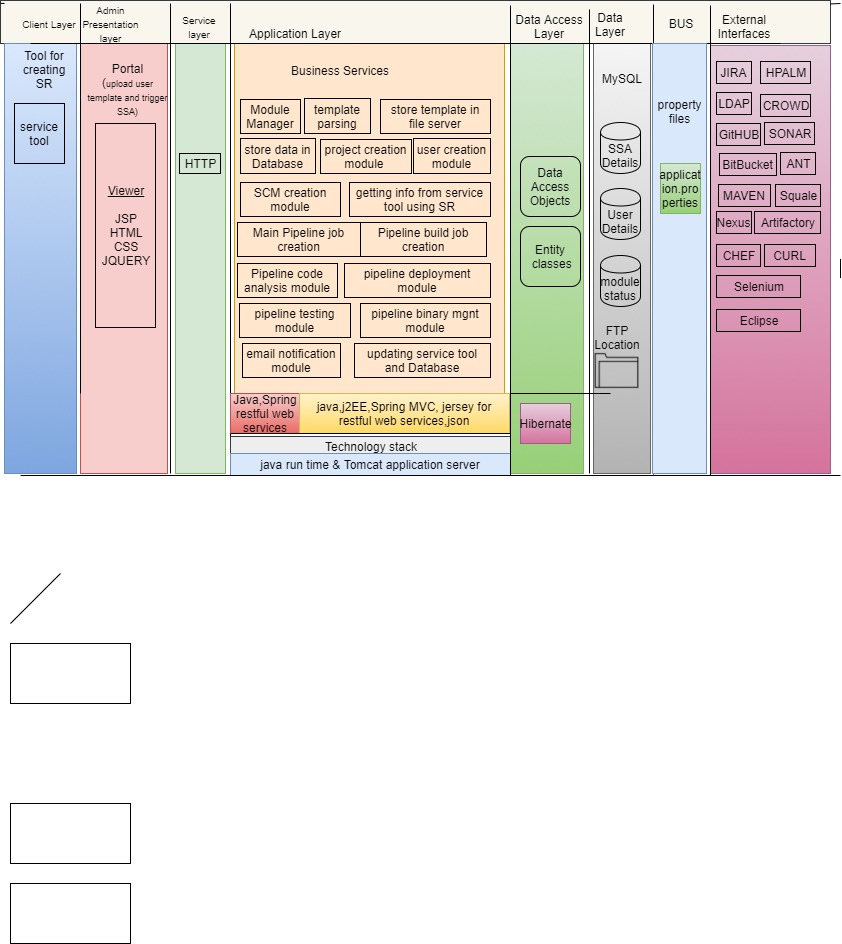 Client Layer
Admin
Presentation
layer
Service
layer
Application Layer
Data Access
Layer
Data
Layer
BUS
External
Interfaces
Tool for
creating
SR
service
tool
Portal
(upload user
template and trigger
SSA)
Viewer
JSP
HTML
CSS
JQUERY
HTTP
Business Services
Module
Manager
template
parsing
store template in
file server
store data in
Database
project creation
module
user creation
module
SCM creation
module
getting info from service
tool using SR
Main Pipeline job
creation
Pipeline build job
creation
Pipeline code
analysis module
pipeline deployment
module
pipeline testing
module
pipeline binary mgnt
module
email notification
module
updating service tool
and Database
Java,Spring
restful web
services
java,j2EE,Spring MVC, jersey for
restful web services,json
Technology stack
java run time & Tomcat application server
Data
Access
Objects
Entity
classes
Hibernate
MySQL
SSA
Details
User
Details
module
status
FTP
Location
property
files
applicat
ion.pro
perties
JIRA
HPALM
LDAP
CROWD
GitHUB
SONAR
BitBucket
ANT
MAVEN
Squale
Nexus
Artifactory
CHEF
CURL
Selenium
Eclipse